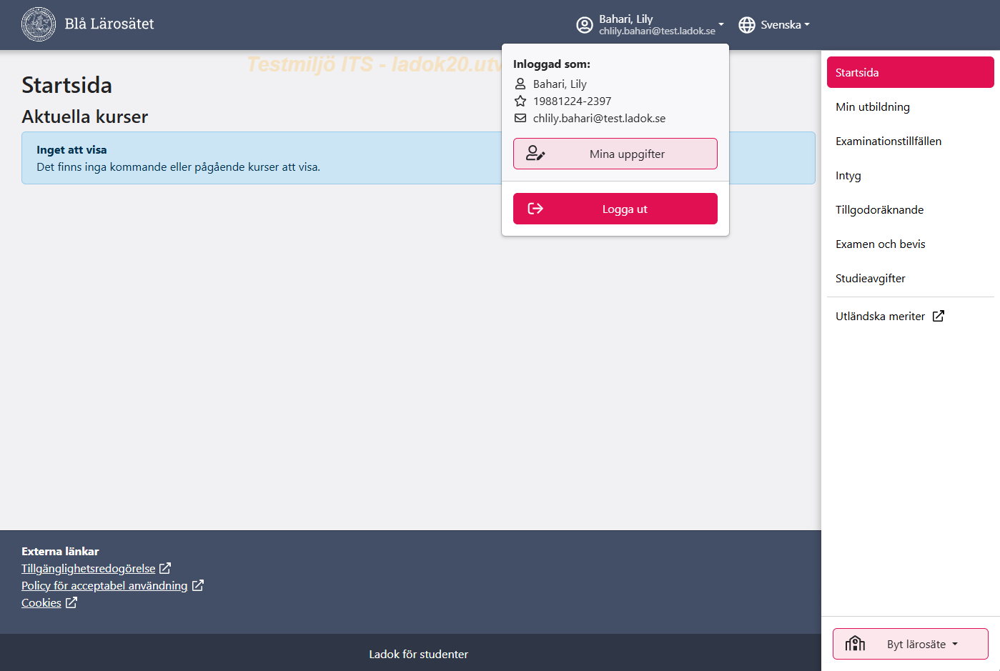 Blå Lärosätet
Bahari, Lily
chlily.bahari@test.ladok.se
Svenska
Testmiljö ITS - ladok20.utv
Startsida
Aktuella kurser
Inget att visa
Det finns inga kommande eller pågående kurser att visa.
Inloggad som:
Bahari, Lily
19881224-2397
chlily.bahari@test.ladok.se
Mina uppgifter
Logga ut
Startsida
Min utbildning
Examinationstillfällen
Intyg
Tillgodoräknande
Examen och bevis
Studieavgifter
Utländska meriter
Byt lärosäte
Externa länkar
Tillgänglighetsredogörelse
Policy för acceptabel användning
Cookies
Ladok för studenter